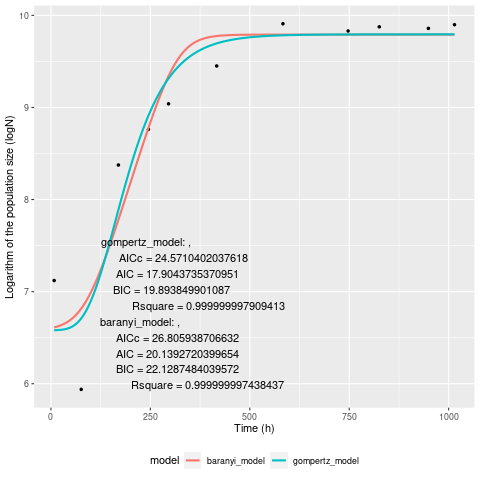 10
9
8
7
6
Logarithm of the population size (logN)
gompertz_model: ,
AICc = 24.5710402037618
AIC = 17.9043735370951
BIC = 19.893849901087
Rsquare = 0.999999997909413
baranyi_model: ,
AICc = 26.805938706632
AIC = 20.1392720399654
BIC = 22.1287484039572
Rsquare = 0.999999997438437
0 250 500 750 1000
Time (h)
model baranyi_model gompertz_model